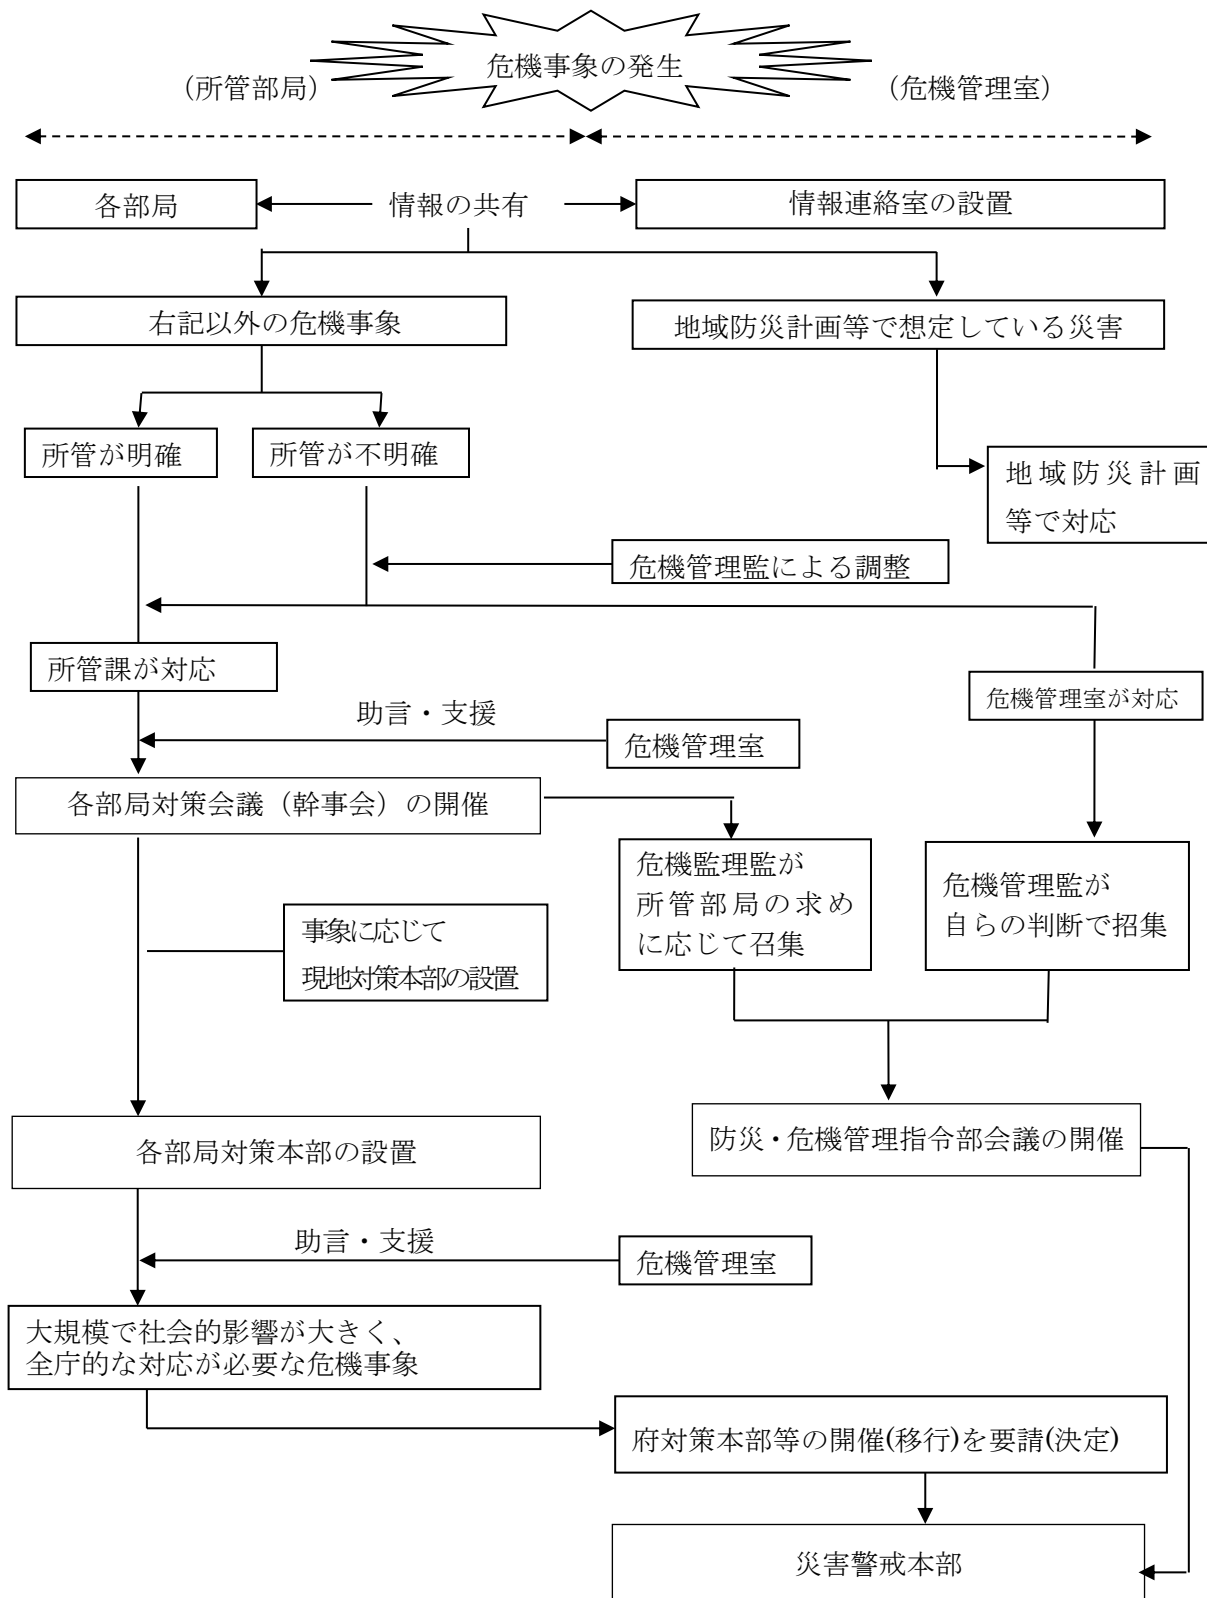 危機事象の発生
（所管部局）
（危機管理室）
各部局
情報の共有
情報連絡室の設置
右記以外の危機事象
地域防災計画等で想定している災害
所管が明確
所管が不明確
地域防災計画
等で対応
危機管理監による調整
所管課が対応
危機管理室が対応
助言・支援
危機管理室
各部局対策会議（幹事会）の開催
危機監理監が
所管部局の求め
に応じて召集
危機管理監が
自らの判断で招集
事象に応じて
現地対策本部の設置
各部局対策本部の設置
防災・危機管理指令部会議の開催
助言・支援
危機管理室
大規模で社会的影響が大きく、
全庁的な対応が必要な危機事象
府対策本部等の開催(移行)を要請(決定)
災害警戒本部